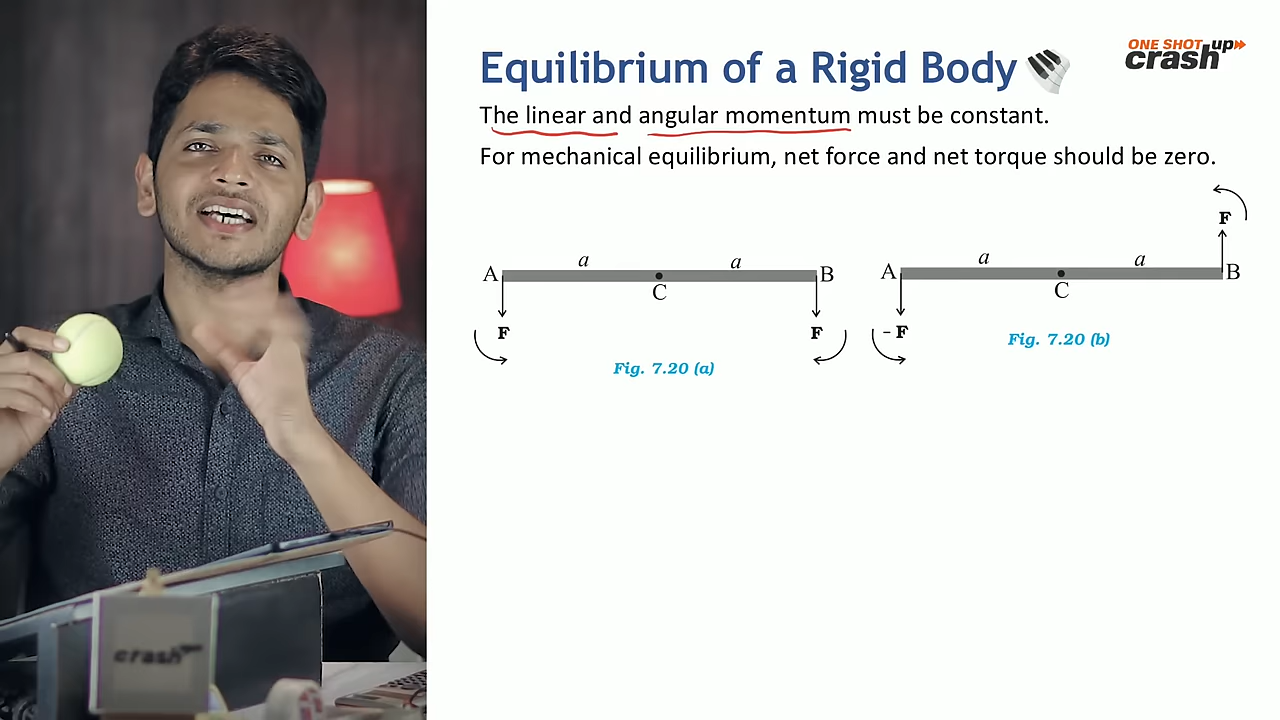 ONE SHOT
crash up
Equilibrium of a Rigid Body
The linear and angular momentum must be constant.
For mechanical equilibrium, net force and net torque should be zero.
A a C a B
F F
Fig. 7.20 (a)
F
A a C a B
- F
Fig. 7.20 (b)
crash